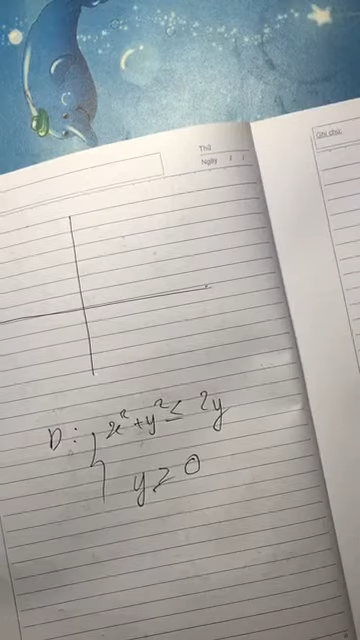 Thứ
Ngày / /
Ghi chú:
D: { x² + y² ≤ 2y
y ≥ 0